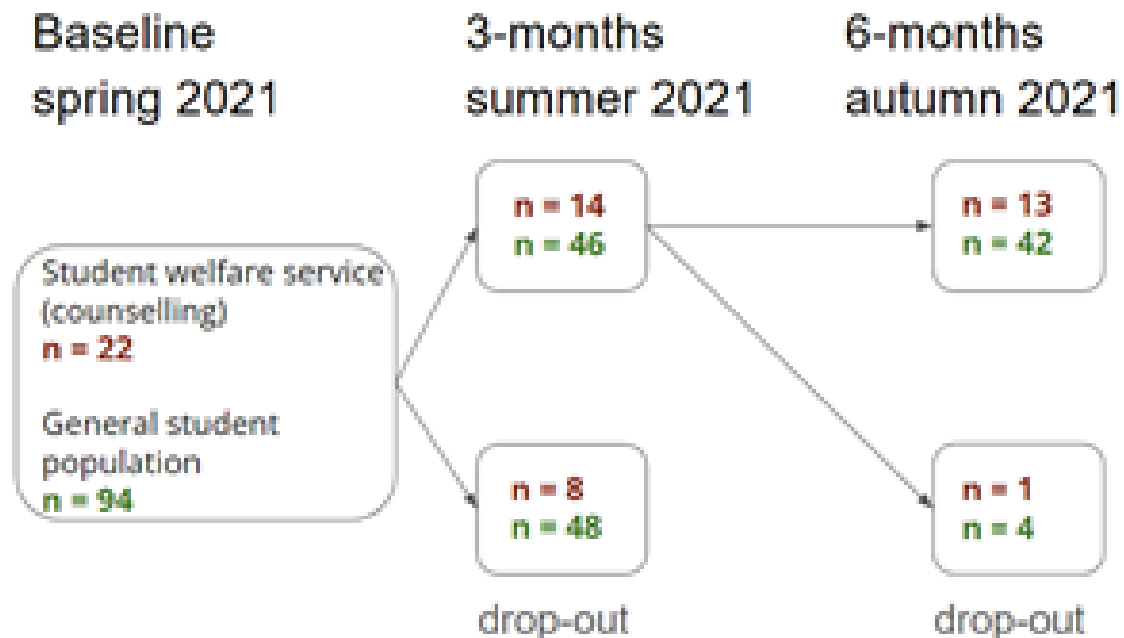 Baseline
spring 2021
3-months
summer 2021
6-months
autumn 2021
Student welfare service
(counselling)
n = 22
General student
population
n = 94
n = 14
n = 46
n = 8
n = 48
drop-out
n = 13
n = 42
n = 1
n = 4
drop-out